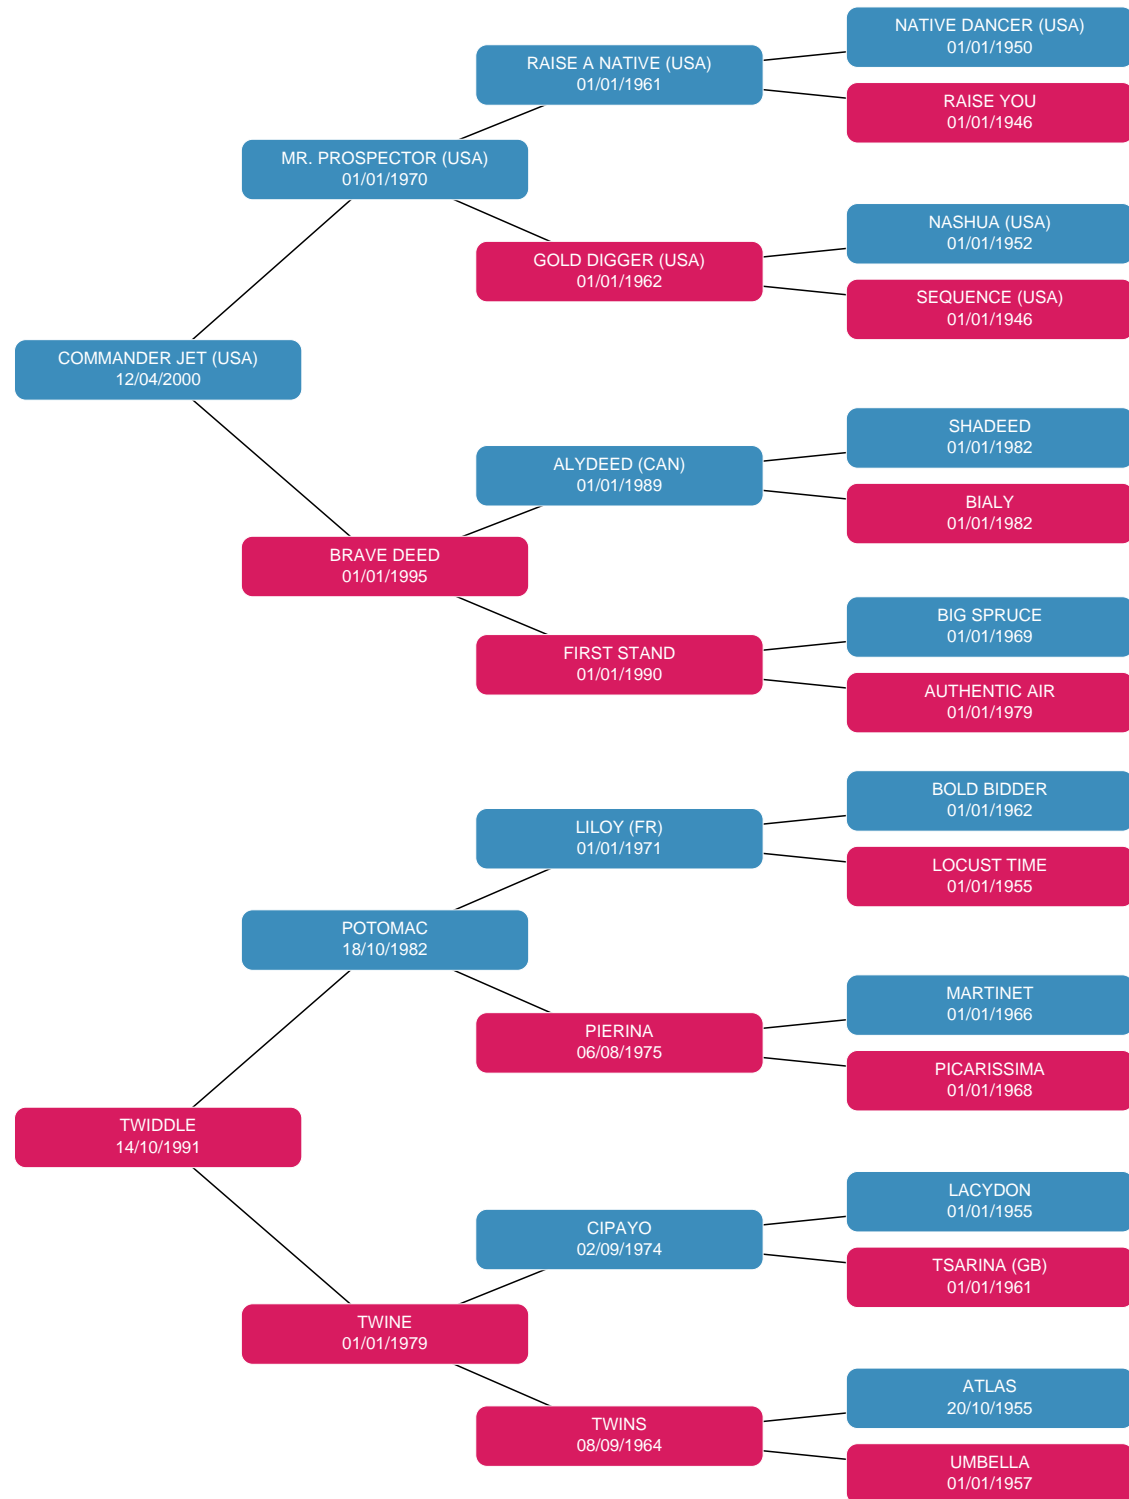 NATIVE DANCER (USA)
01/01/1950
RAISE A NATIVE (USA)
01/01/1961
RAISE YOU
01/01/1946
MR. PROSPECTOR (USA)
01/01/1970
NASHUA (USA)
01/01/1952
GOLD DIGGER (USA)
01/01/1962
SEQUENCE (USA)
01/01/1946
COMMANDER JET (USA)
12/04/2000
SHADEED
01/01/1982
ALYDEED (CAN)
01/01/1989
BIALY
01/01/1982
BRAVE DEED
01/01/1995
BIG SPRUCE
01/01/1969
FIRST STAND
01/01/1990
AUTHENTIC AIR
01/01/1979
BOLD BIDDER
01/01/1962
LILOY (FR)
01/01/1971
LOCUST TIME
01/01/1955
POTOMAC
18/10/1982
MARTINET
01/01/1966
PIERINA
06/08/1975
PICARISSIMA
01/01/1968
TWIDDLE
14/10/1991
LACYDON
01/01/1955
CIPAYO
02/09/1974
TSARINA (GB)
01/01/1961
TWINE
01/01/1979
ATLAS
20/10/1955
TWINS
08/09/1964
UMBELLA
01/01/1957